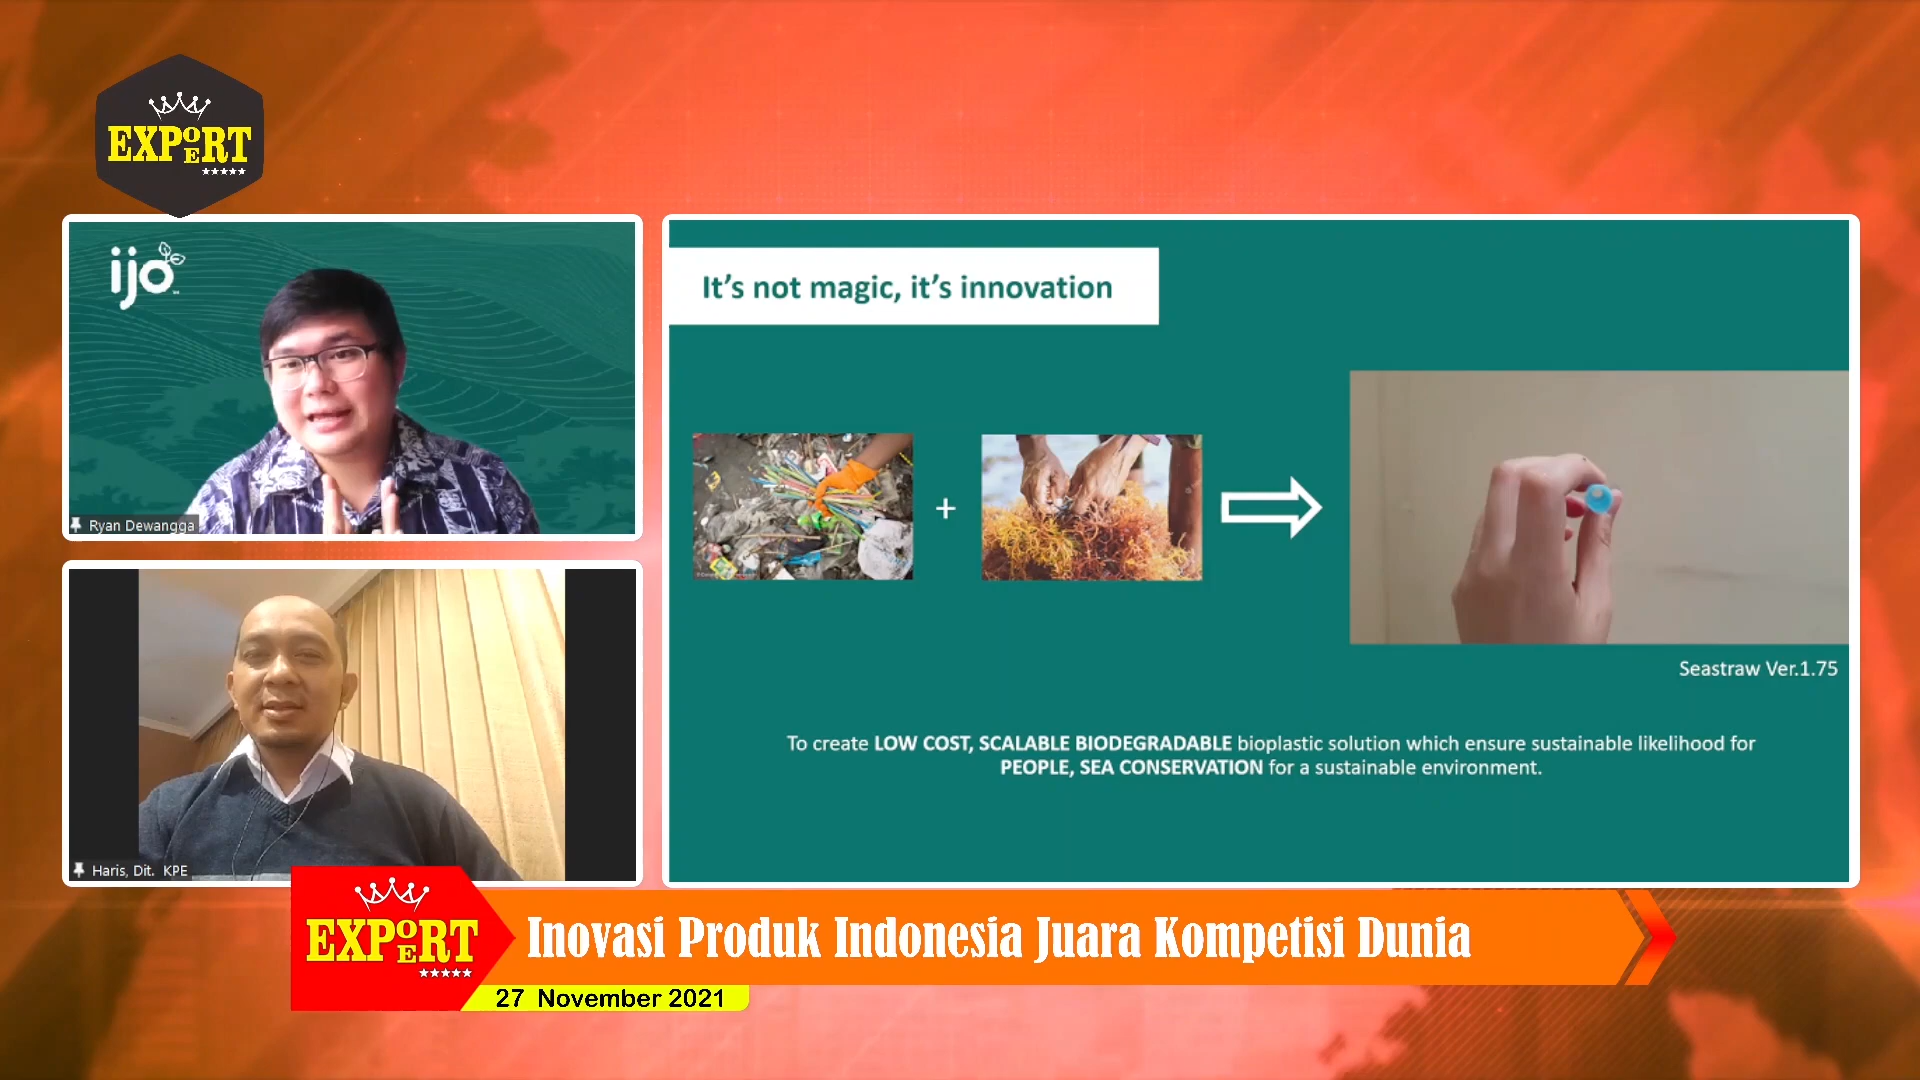 EXPOERT
ijo
Ryan Dewangga
Haris, Dit. KPE
It's not magic, it's innovation
+
Seastraw Ver.1.75
To create LOW COST, SCALABLE BIODEGRADABLE bioplastic solution which ensure sustainable likelihood for
PEOPLE, SEA CONSERVATION for a sustainable environment.
EXPOERT
Inovasi Produk Indonesia Juara Kompetisi Dunia
27 November 2021